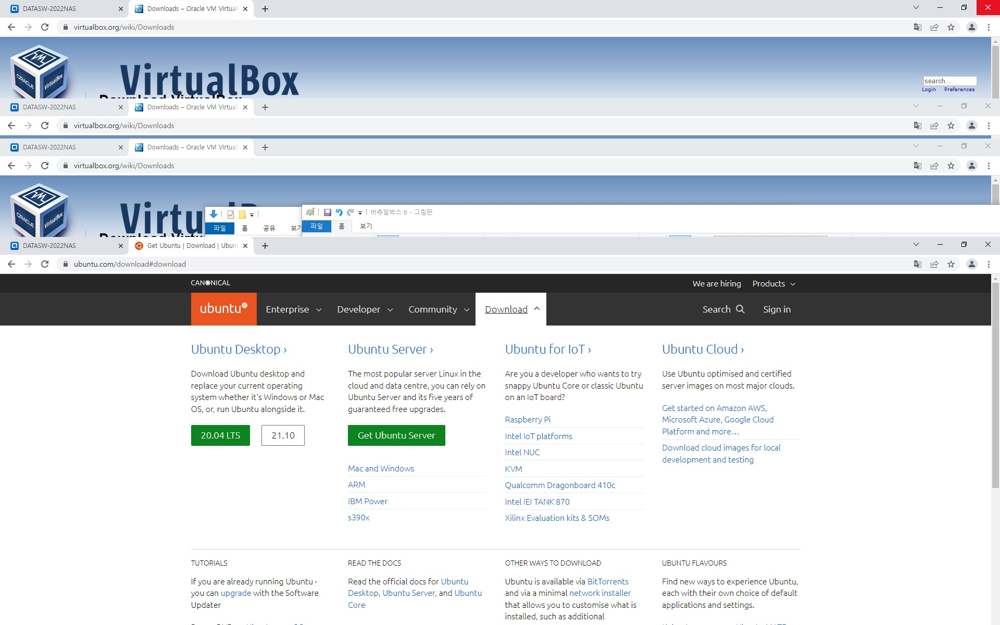 DATASW-2022NAS
Downloads – Oracle VM Virtual
virtualbox.org/wiki/Downloads
ORACLE
VirtualBox
VirtualBox
search...
Login Preferences
Download VirtualBox
DATASW-2022NAS
Downloads – Oracle VM Virtual
virtualbox.org/wiki/Downloads
DATASW-2022NAS
Downloads – Oracle VM Virtual
virtualbox.org/wiki/Downloads
ORACLE
VirtualBox
버츄얼박스 6 - 그림판
파일 홈 공유 보기
파일 홈 보기
DATASW-2022NAS
Get Ubuntu | Download | Ubunt
ubuntu.com/download#download
CANONICAL
We are hiring Products
ubuntu
Enterprise Developer Community Download
Search Sign in
Ubuntu Desktop ›
Download Ubuntu desktop and
replace your current operating
system whether it's Windows or Mac
OS, or, run Ubuntu alongside it.
20.04 LTS 21.10
Ubuntu Server ›
The most popular server Linux in the
cloud and data centre, you can rely on
Ubuntu Server and its five years of
guaranteed free upgrades.
Get Ubuntu Server
Mac and Windows
ARM
IBM Power
s390x
Ubuntu for IoT ›
Are you a developer who wants to try
snappy Ubuntu Core or classic Ubuntu
on an IoT board?
Raspberry Pi
Intel IoT platforms
Intel NUC
KVM
Qualcomm Dragonboard 410c
Intel IEI TANK 870
Xilinx Evaluation kits & SOMs
Ubuntu Cloud ›
Use Ubuntu optimised and certified
server images on most major clouds.
Get started on Amazon AWS,
Microsoft Azure, Google Cloud
Platform and more…
Download cloud images for local
development and testing
TUTORIALS
If you are already running Ubuntu -
you can upgrade with the Software
Updater
READ THE DOCS
Read the official docs for Ubuntu
Desktop, Ubuntu Server, and Ubuntu
Core
OTHER WAYS TO DOWNLOAD
Ubuntu is available via BitTorrents
and via a minimal network installer
that allows you to customise what is
installed, such as additional
UBUNTU FLAVOURS
Find new ways to experience Ubuntu,
each with their own choice of default
applications and settings.